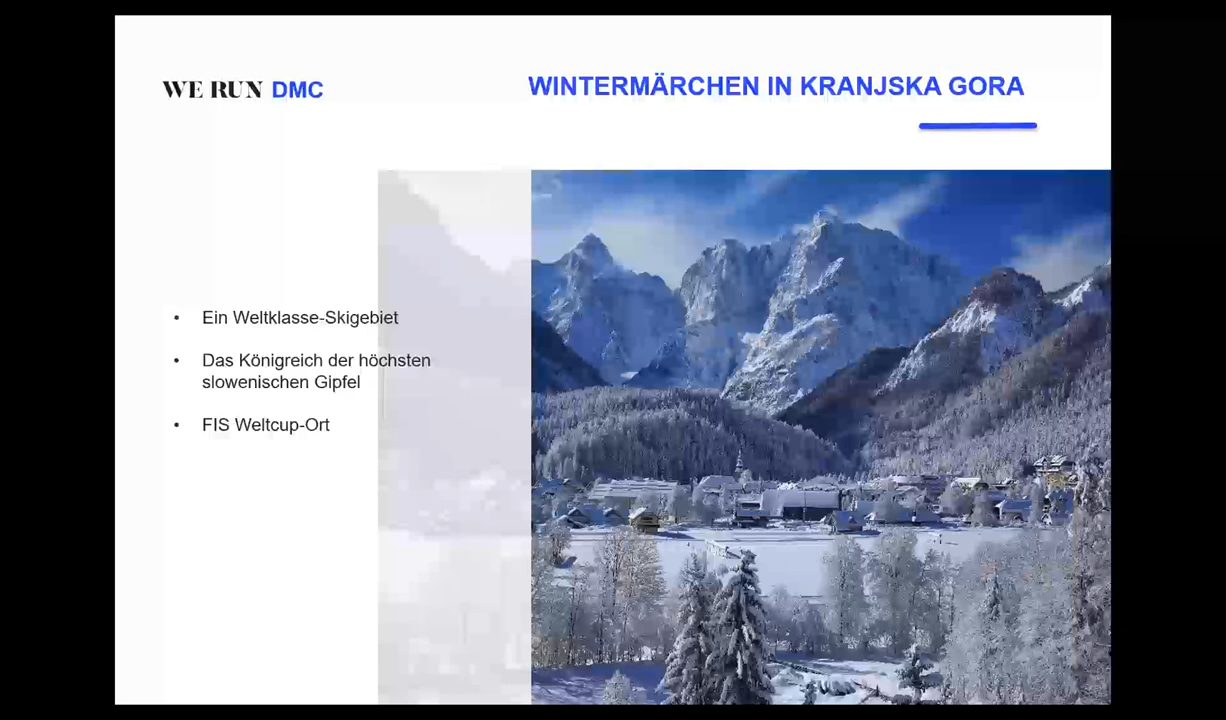 WE RUN DMC
WINTERMÄRCHEN IN KRANJSKA GORA
• Ein Weltklasse-Skigebiet
• Das Königreich der höchsten
slowenischen Gipfel
• FIS Weltcup-Ort